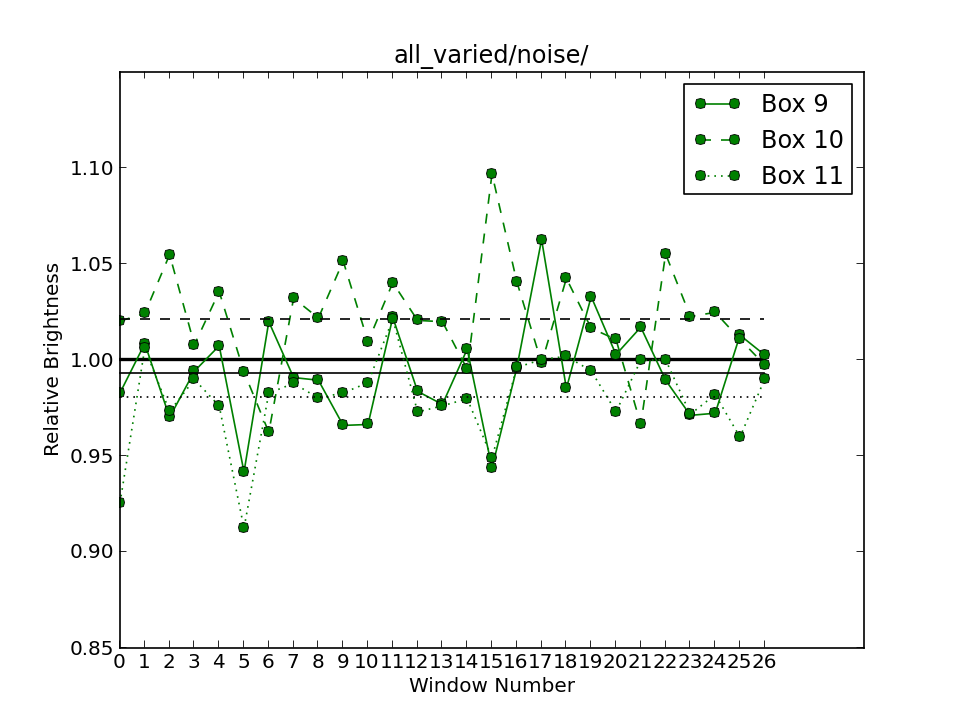 all_varied/noise/
Box 9
Box 10
Box 11
Relative Brightness
1.10
1.05
1.00
0.95
0.90
0.85
0 1 2 3 4 5 6 7 8 9 10 11 12 13 14 15 16 17 18 19 20 21 22 23 24 25 26
Window Number